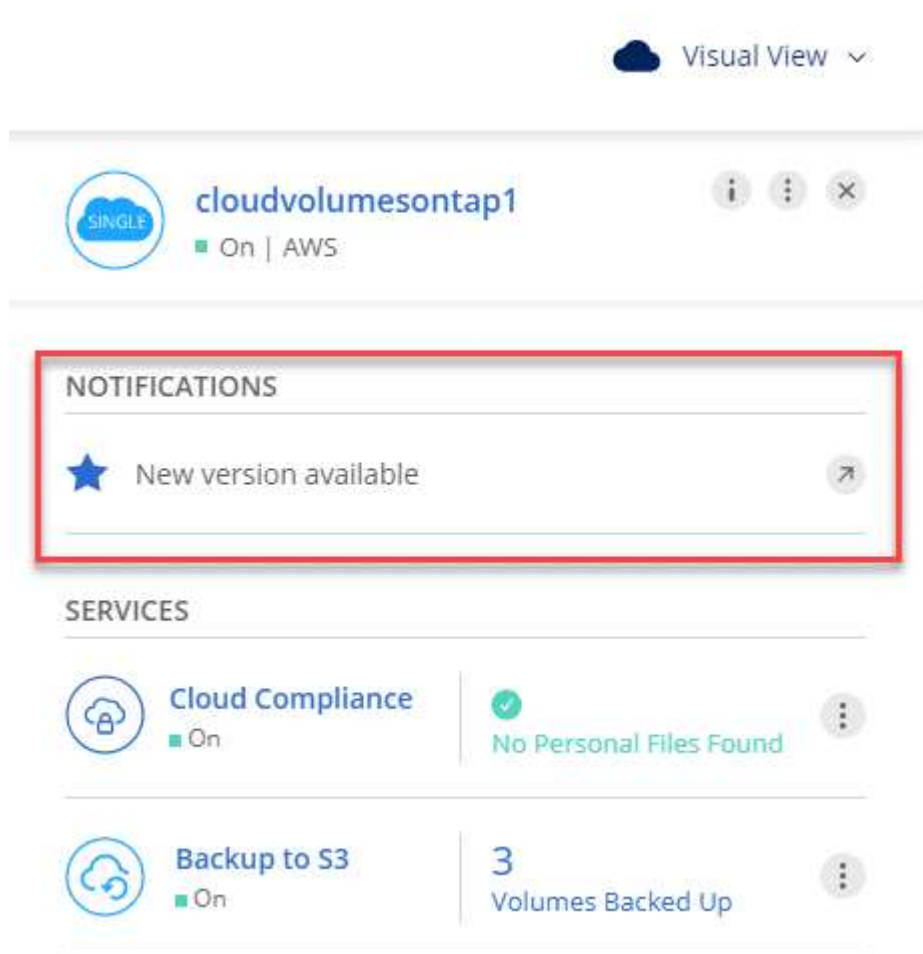 Visual View
cloudvolumesontap1
SINGLE
On | AWS
NOTIFICATIONS
New version available
SERVICES
Cloud Compliance
On
No Personal Files Found
Backup to S3
On
3
Volumes Backed Up